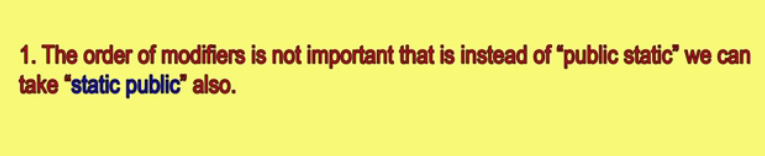 1. The order of modifiers is not important that is instead of “public static” we can
take “static public” also.